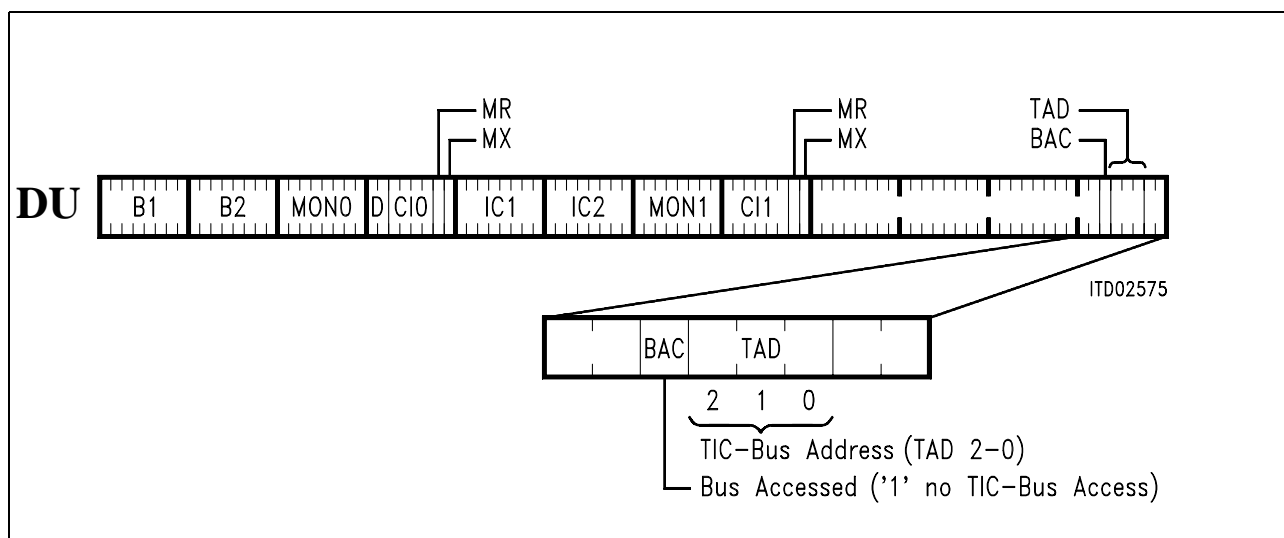 MR MR TAD
MX MX BAC
DU B1 B2 MON0 D CI0 IC1 IC2 MON1 CI1
ITD02575
BAC TAD
2 1 0
TIC-Bus Address (TAD 2-0)
Bus Accessed ('1' no TIC-Bus Access)